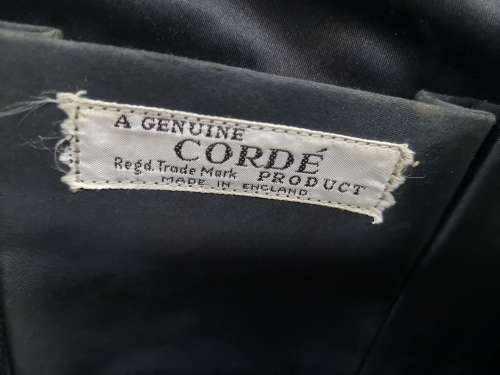 A GENUINE
CORDÉ
Regd. Trade Mark PRODUCT
MADE IN ENGLAND